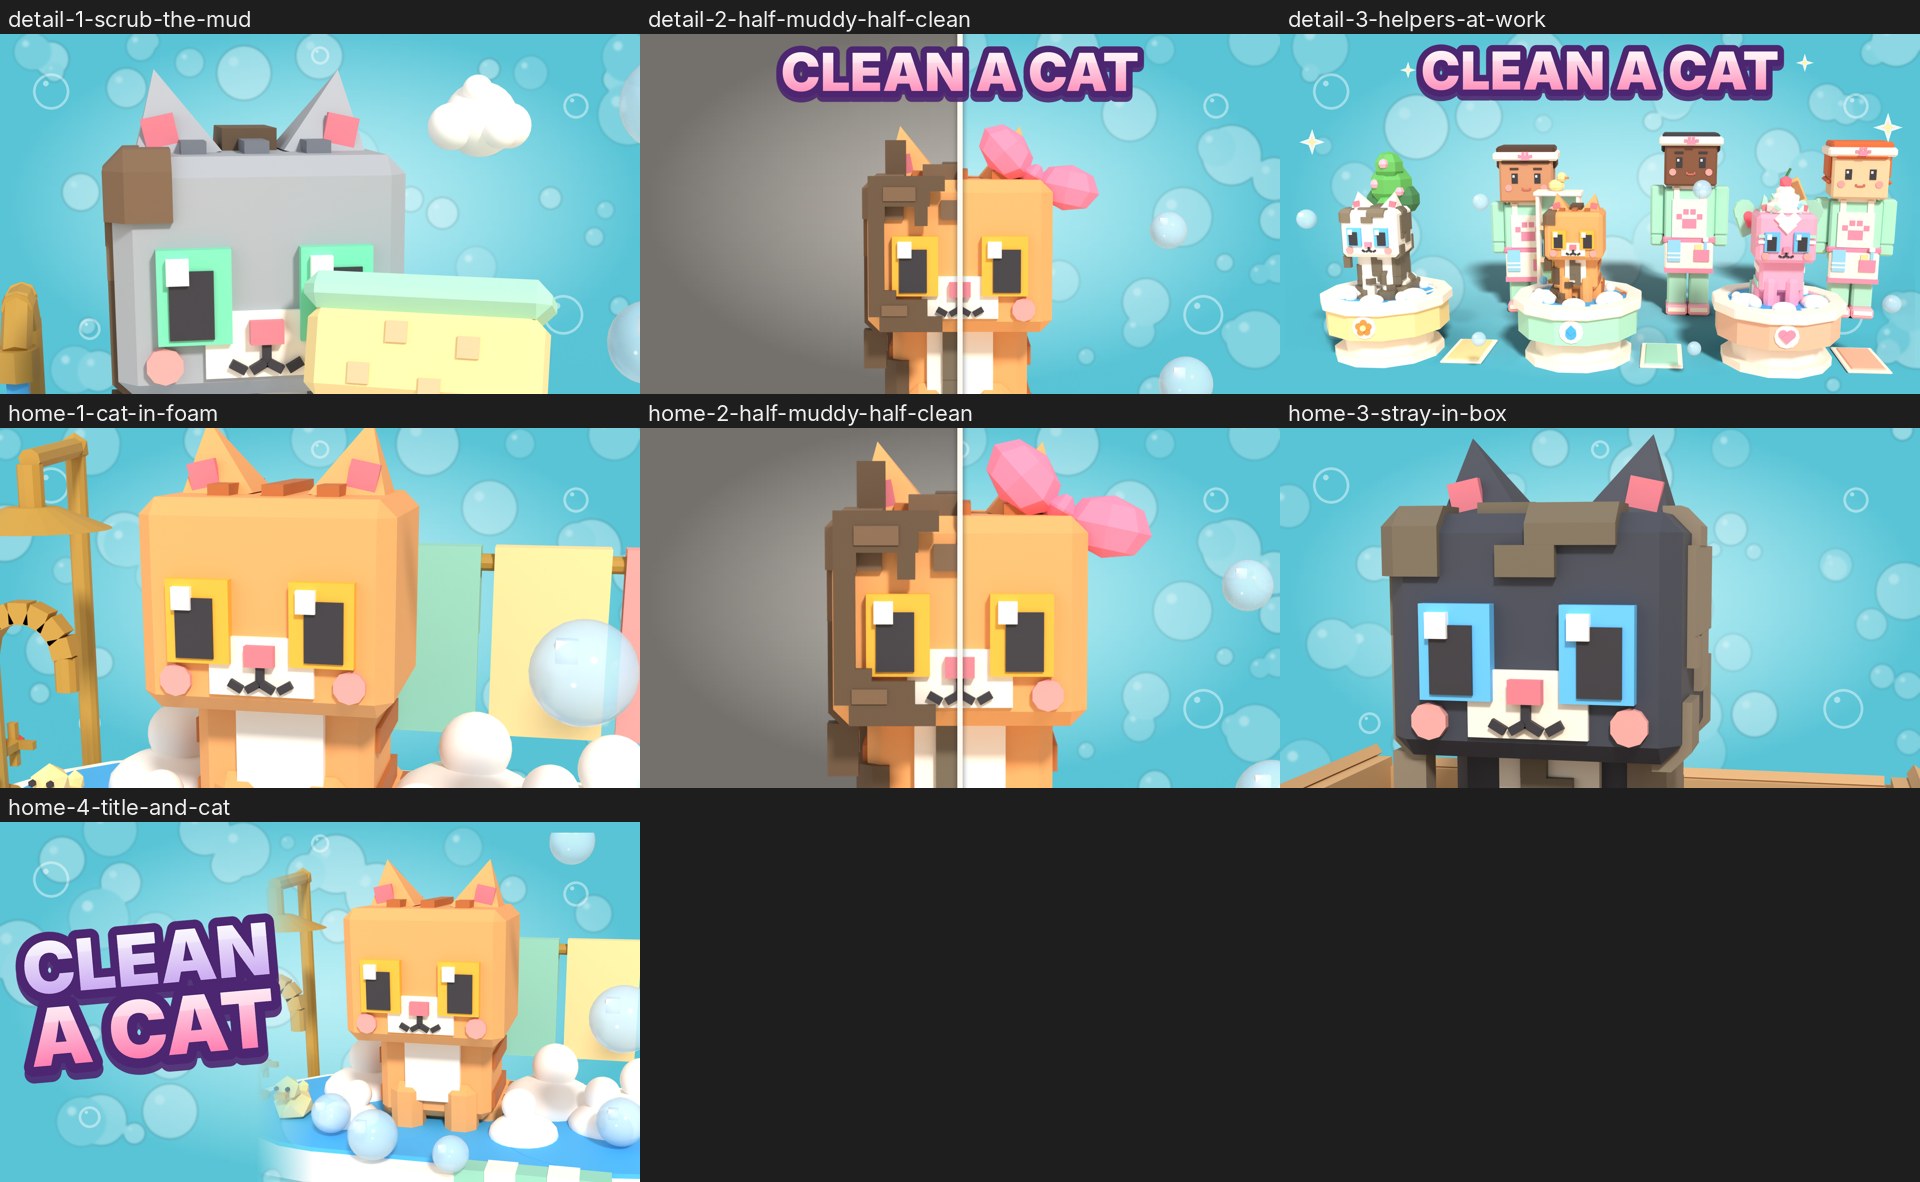 detail-1-scrub-the-mud
detail-2-half-muddy-half-clean
CLEAN A CAT
detail-3-helpers-at-work
CLEAN A CAT
home-1-cat-in-foam
home-2-half-muddy-half-clean
home-3-stray-in-box
home-4-title-and-cat
CLEAN
A CAT